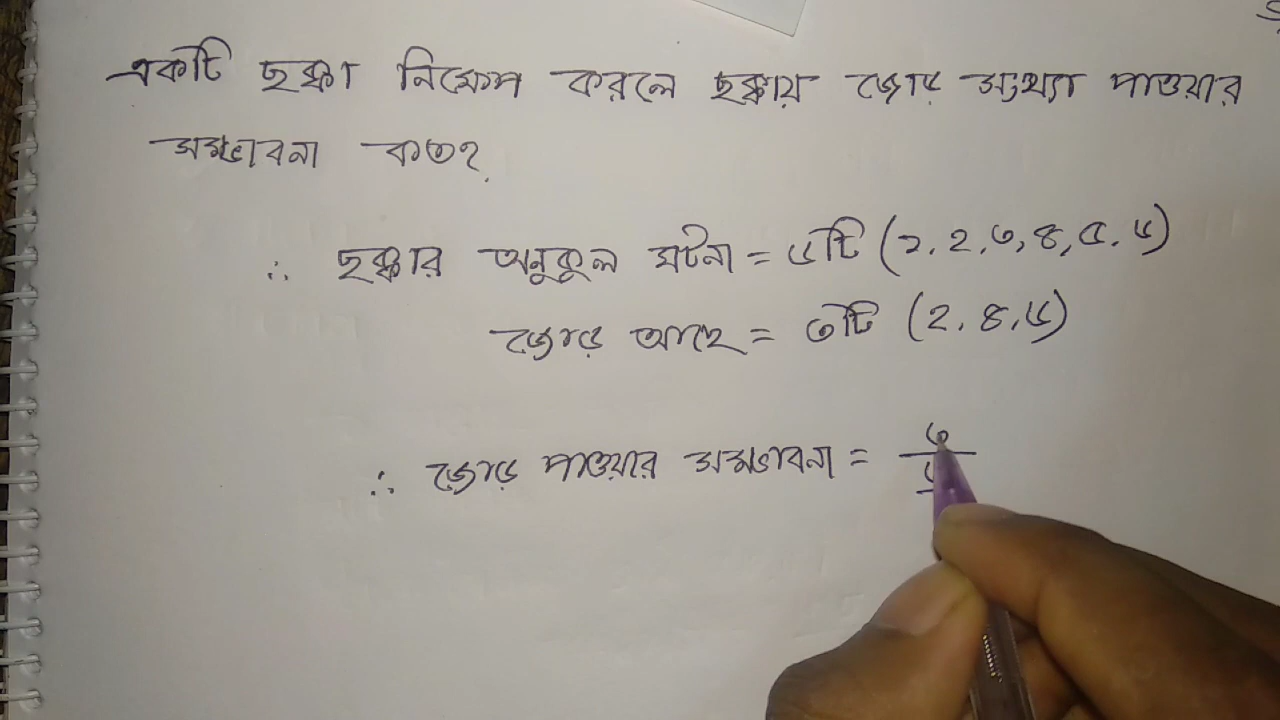 একটি ছক্কা নিক্ষেপ করলে ছক্কায় জোড় সংখ্যা পাওয়ার
সম্ভাবনা কত?
∴ ছক্কার অনুকুল ঘটনা = ৬টি (১, ২, ৩, ৪, ৫, ৬)
জোড় আছে = ৩টি (২, ৪, ৬)
∴ জোড় পাওয়ার সম্ভাবনা = ৩/৬